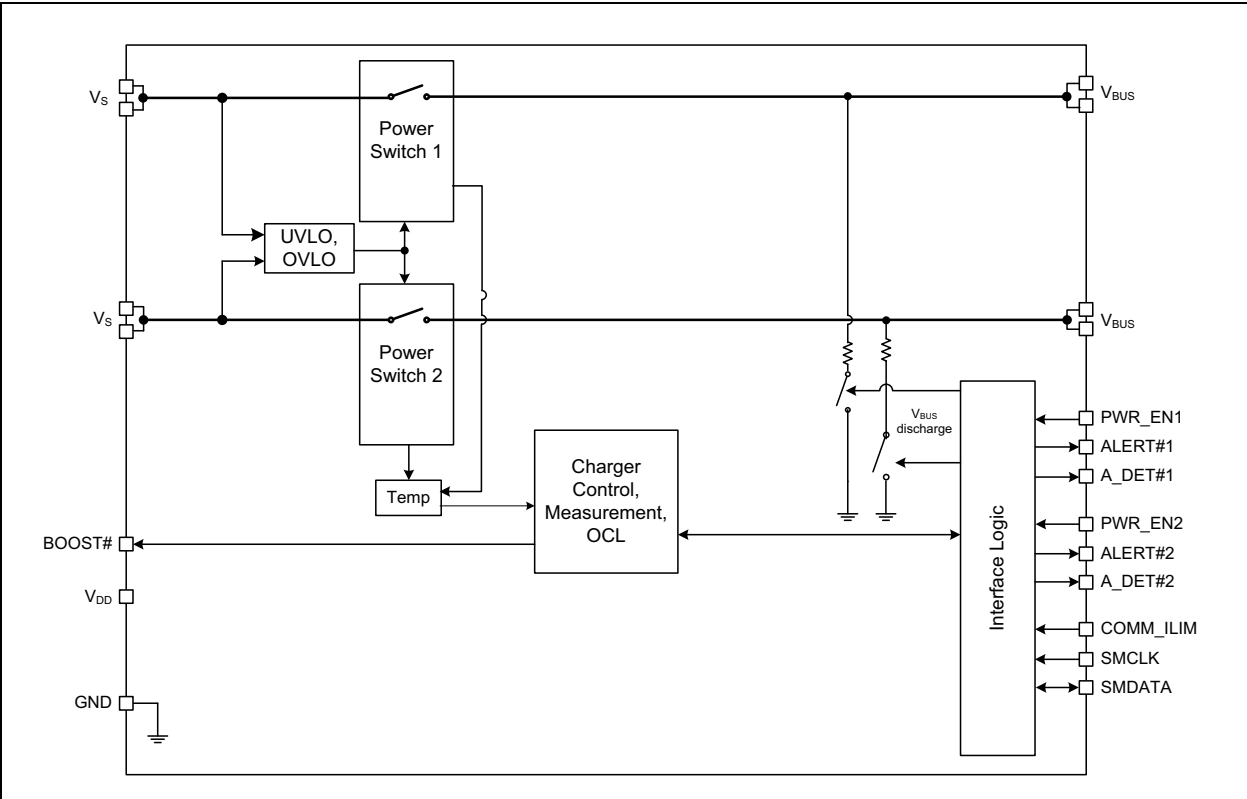 VS
VBUS
Power
Switch 1
UVLO,
OVLO
VS
VBUS
Power
Switch 2
VBUS
discharge
PWR_EN1
ALERT#1
A_DET#1
Temp
Charger
Control,
Measurement,
OCL
Interface Logic
PWR_EN2
ALERT#2
A_DET#2
BOOST#
VDD
COMM_ILIM
SMCLK
SMDATA
GND